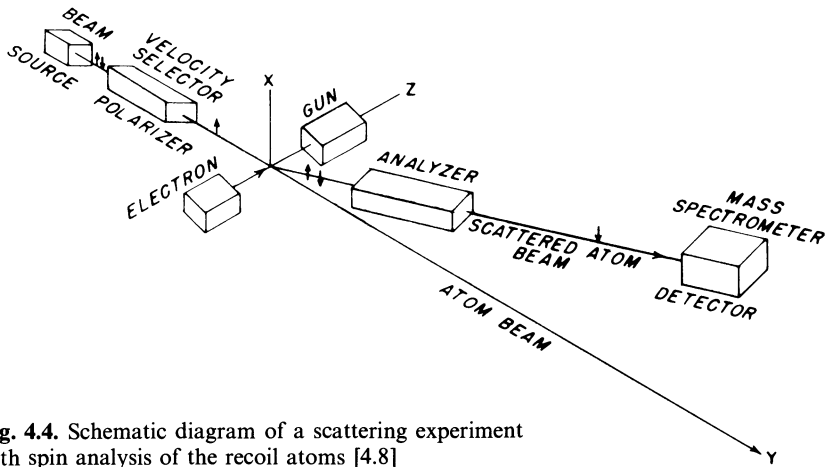 BEAM
SOURCE
VELOCITY
SELECTOR
POLARIZER
X
GUN
Z
ELECTRON
ANALYZER
MASS
SPECTROMETER
SCATTERED ATOM
BEAM
DETECTOR
ATOM BEAM
Y
g. 4.4. Schematic diagram of a scattering experiment
th spin analysis of the recoil atoms [4.8]